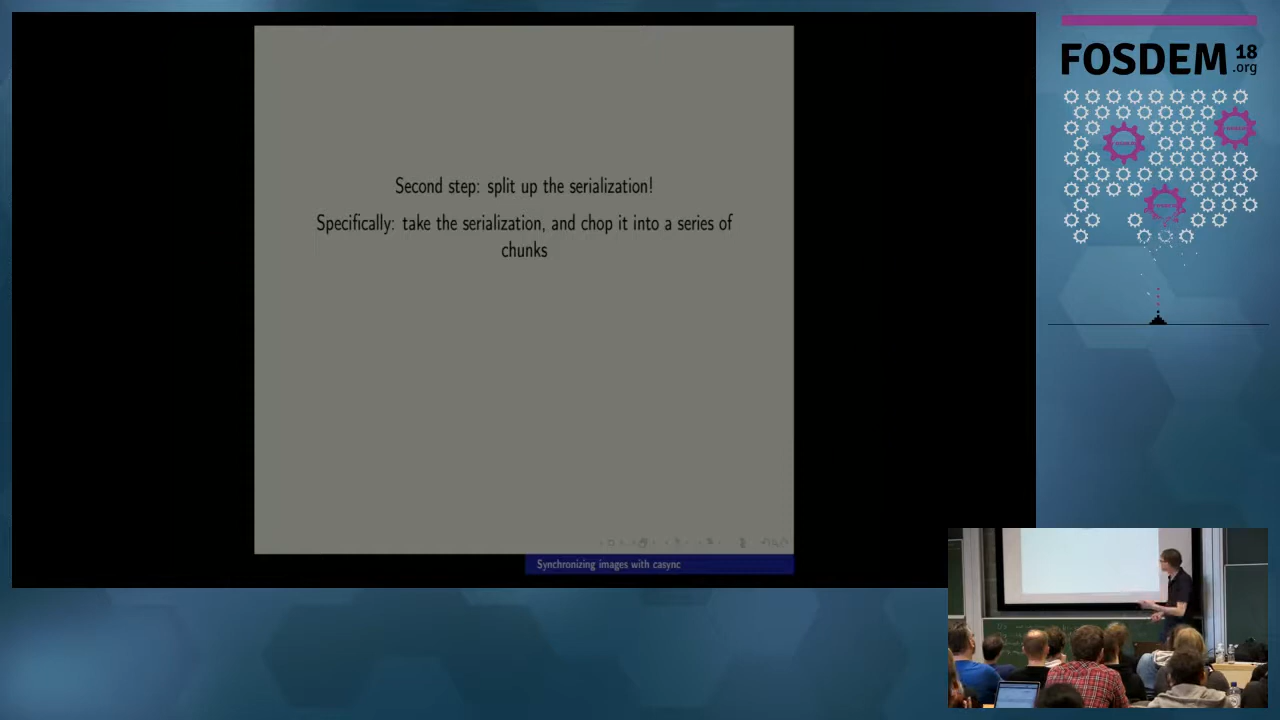 FOSDEM 18
.org
Second step: split up the serialization!
Specifically: take the serialization, and chop it into a series of
chunks
Synchronizing images with casync